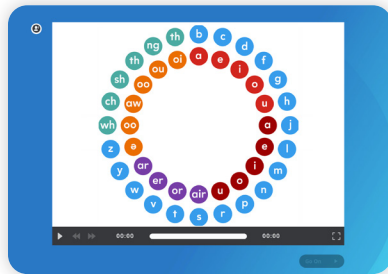 b
c
d
f
g
h
j
l
m
n
p
r
s
t
v
w
y
z
wh
ch
sh
th
ng
th
a
e
i
o
u
a
e
i
o
u
air
or
er
ar
ə
oo
aw
oo
ou
oi
00:00
00:00